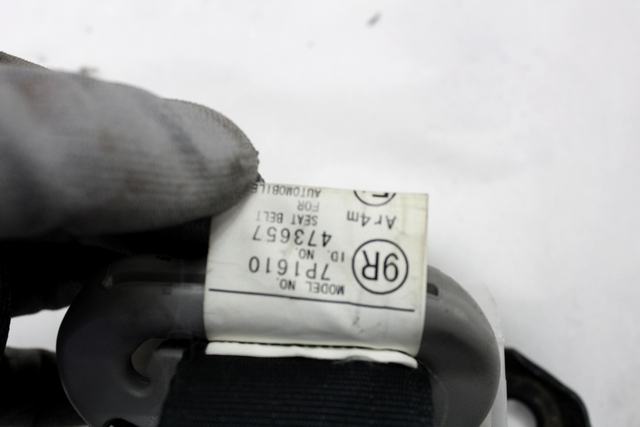 MODEL NO.
7P1610
9R
ID. NO.
473657
SEAT BELT
FOR
AUTOMOBILE
Ar4m